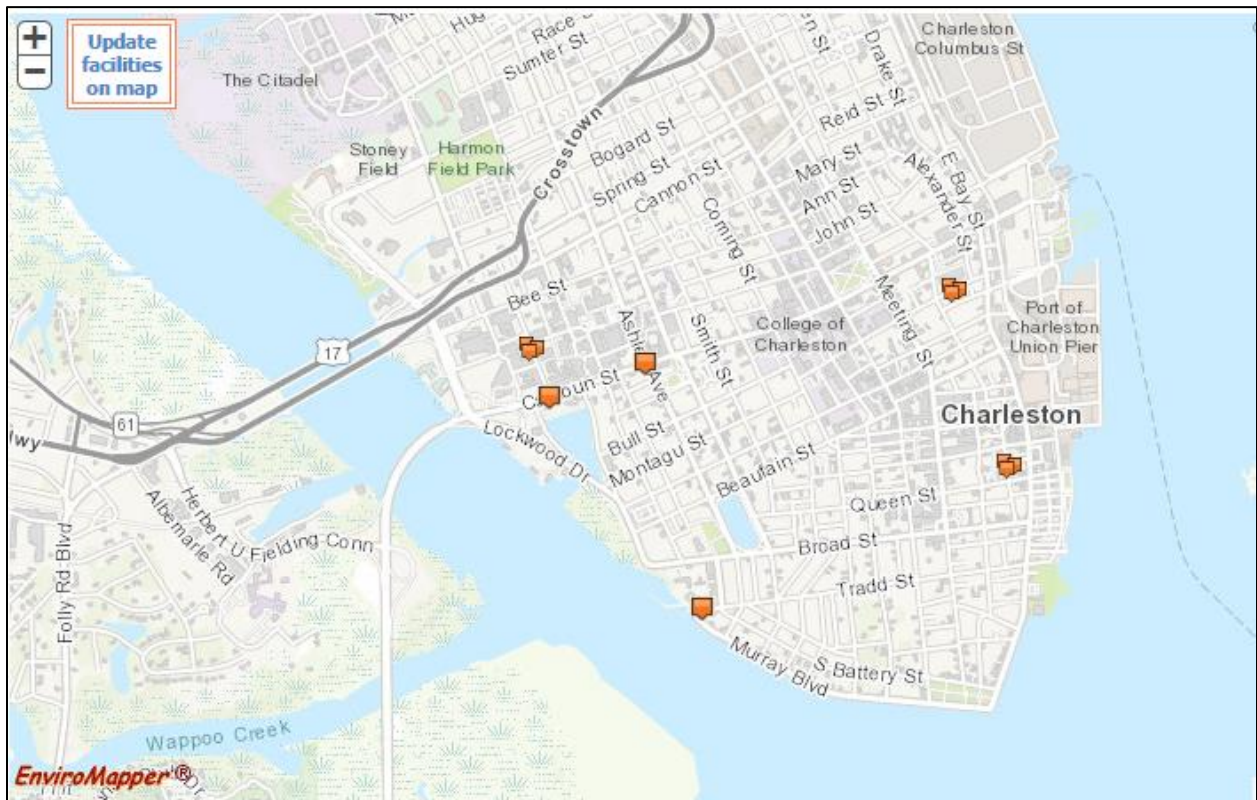 +
−
Update
facilities
on map
The Citadel
Race St
Sumter St
Drake St
Charleston
Columbus St
Stoney
Field
Harmon
Field Park
Crosstown
Bogard St
Spring St
Cannon St
Reid St
Mary St
Ann St
John St
Alexander St
E Bay St
Coming St
Bee St
Meeting St
Smith St
College of
Charleston
Port of
Charleston
Union Pier
17
61
Calhoun St
Charleston
Lockwood Dr
Bull St
Montagu St
Beaufain St
Queen St
Broad St
Tradd St
Herbert U Fielding Conn
Albemarle Rd
Folly Rd Blvd
S Battery St
Murray Blvd
Wappoo Creek
EnviroMapper®